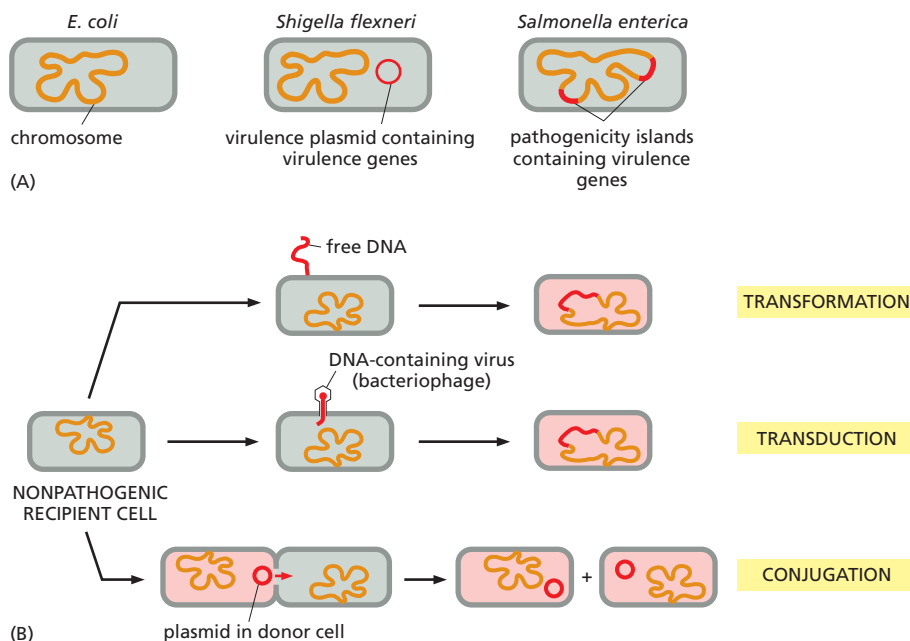 E. coli
Shigella flexneri
Salmonella enterica
chromosome
virulence plasmid containing
virulence genes
pathogenicity islands
containing virulence
genes
(A)
free DNA
TRANSFORMATION
DNA-containing virus
(bacteriophage)
TRANSDUCTION
NONPATHOGENIC
RECIPIENT CELL
+
CONJUGATION
plasmid in donor cell
(B)